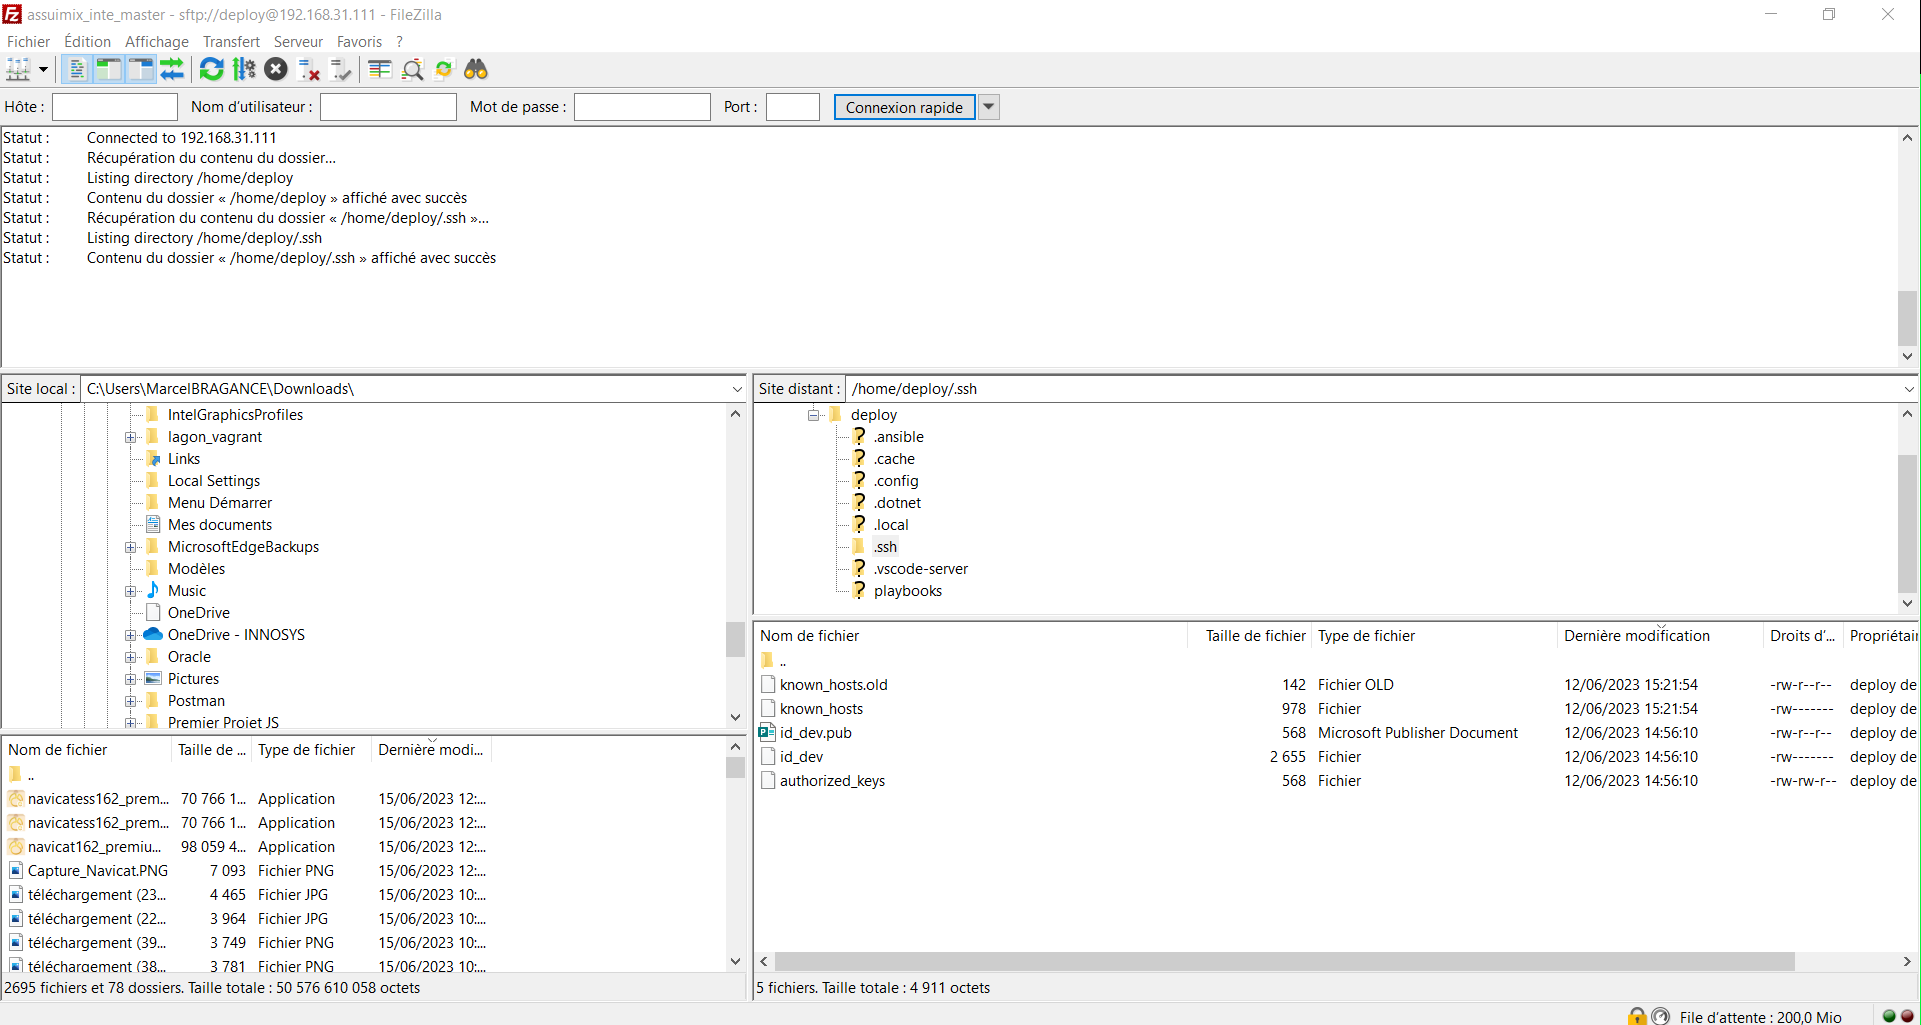 assuimix_inte_master - sftp://deploy@192.168.31.111 - FileZilla
Fichier Édition Affichage Transfert Serveur Favoris ?
Hôte : Nom d'utilisateur : Mot de passe : Port : Connexion rapide
Statut : Connected to 192.168.31.111
Statut : Récupération du contenu du dossier...
Statut : Listing directory /home/deploy
Statut : Contenu du dossier « /home/deploy » affiché avec succès
Statut : Récupération du contenu du dossier « /home/deploy/.ssh »...
Statut : Listing directory /home/deploy/.ssh
Statut : Contenu du dossier « /home/deploy/.ssh » affiché avec succès
Site local : C:\Users\MarcelBRAGANCE\Downloads\
IntelGraphicsProfiles
lagon_vagrant
Links
Local Settings
Menu Démarrer
Mes documents
MicrosoftEdgeBackups
Modèles
Music
OneDrive
OneDrive - INNOSYS
Oracle
Pictures
Postman
Premier Projet JS
Nom de fichier Taille de ... Type de fichier Dernière modi...
..
navicatess162_prem... 70 766 1... Application 15/06/2023 12:...
navicatess162_prem... 70 766 1... Application 15/06/2023 12:...
navicat162_premiu... 98 059 4... Application 15/06/2023 12:...
Capture_Navicat.PNG 7 093 Fichier PNG 15/06/2023 12:...
téléchargement (23... 4 465 Fichier JPG 15/06/2023 10:...
téléchargement (22... 3 964 Fichier JPG 15/06/2023 10:...
téléchargement (39... 3 749 Fichier PNG 15/06/2023 10:...
téléchargement (38... 3 781 Fichier PNG 15/06/2023 10:...
2695 fichiers et 78 dossiers. Taille totale : 50 576 610 058 octets
Site distant : /home/deploy/.ssh
deploy
.ansible
.cache
.config
.dotnet
.local
.ssh
.vscode-server
playbooks
Nom de fichier Taille de fichier Type de fichier Dernière modification Droits d'... Propriétair
..
known_hosts.old 142 Fichier OLD 12/06/2023 15:21:54 -rw-r--r-- deploy de
known_hosts 978 Fichier 12/06/2023 15:21:54 -rw------- deploy de
id_dev.pub 568 Microsoft Publisher Document 12/06/2023 14:56:10 -rw-r--r-- deploy de
id_dev 2 655 Fichier 12/06/2023 14:56:10 -rw------- deploy de
authorized_keys 568 Fichier 12/06/2023 14:56:10 -rw-rw-r-- deploy de
5 fichiers. Taille totale : 4 911 octets
File d'attente : 200,0 Mio